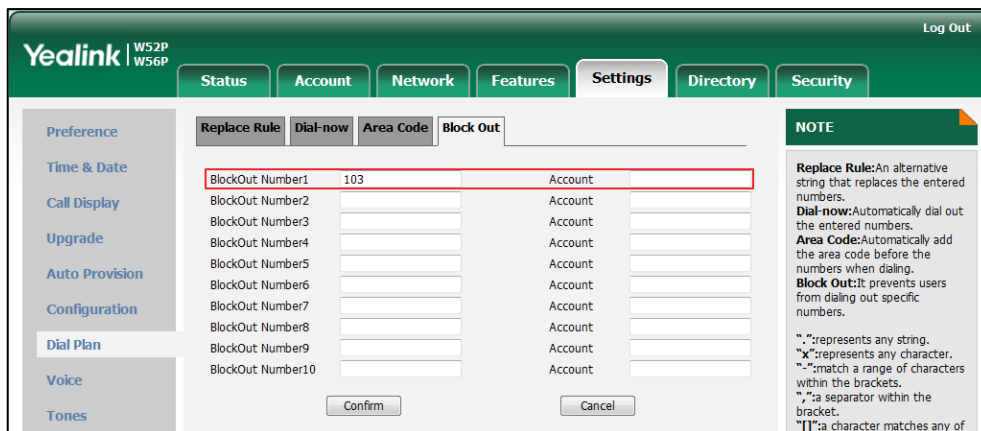 Log Out
Yealink | W52P W56P
Status Account Network Features Settings Directory Security
Preference
Time & Date
Call Display
Upgrade
Auto Provision
Configuration
Dial Plan
Voice
Tones
Replace Rule Dial-now Area Code Block Out
BlockOut Number1 103 Account
BlockOut Number2 Account
BlockOut Number3 Account
BlockOut Number4 Account
BlockOut Number5 Account
BlockOut Number6 Account
BlockOut Number7 Account
BlockOut Number8 Account
BlockOut Number9 Account
BlockOut Number10 Account
Confirm Cancel
NOTE
Replace Rule:An alternative
string that replaces the entered
numbers.
Dial-now:Automatically dial out
the entered numbers.
Area Code:Automatically add
the area code before the
numbers when dialing.
Block Out:It prevents users
from dialing out specific
numbers.
".":represents any string.
"x":represents any character.
"-":match a range of characters
within the brackets.
",":a separator within the
bracket.
"[]":a character matches any of